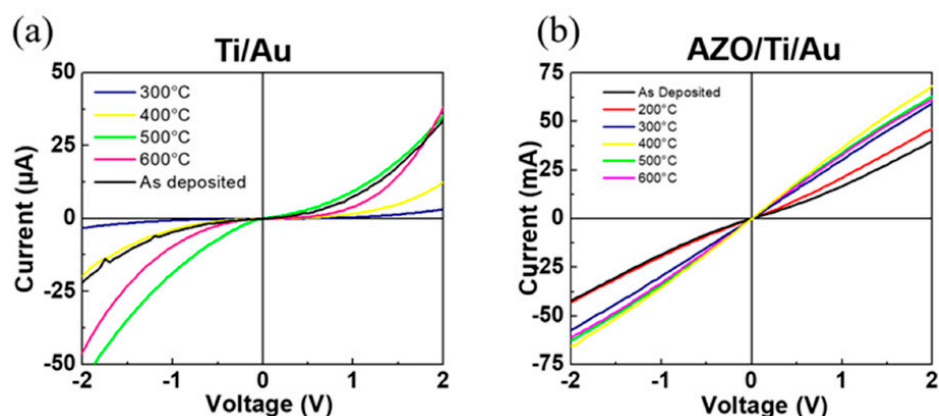 (a)
Ti/Au
50
25
0
-25
-50
Current (µA)
300°C
400°C
500°C
600°C
As deposited
-2 -1 0 1 2
Voltage (V)
(b)
AZO/Ti/Au
75
50
25
0
-25
-50
-75
Current (mA)
As Deposited
200°C
300°C
400°C
500°C
600°C
-2 -1 0 1 2
Voltage (V)